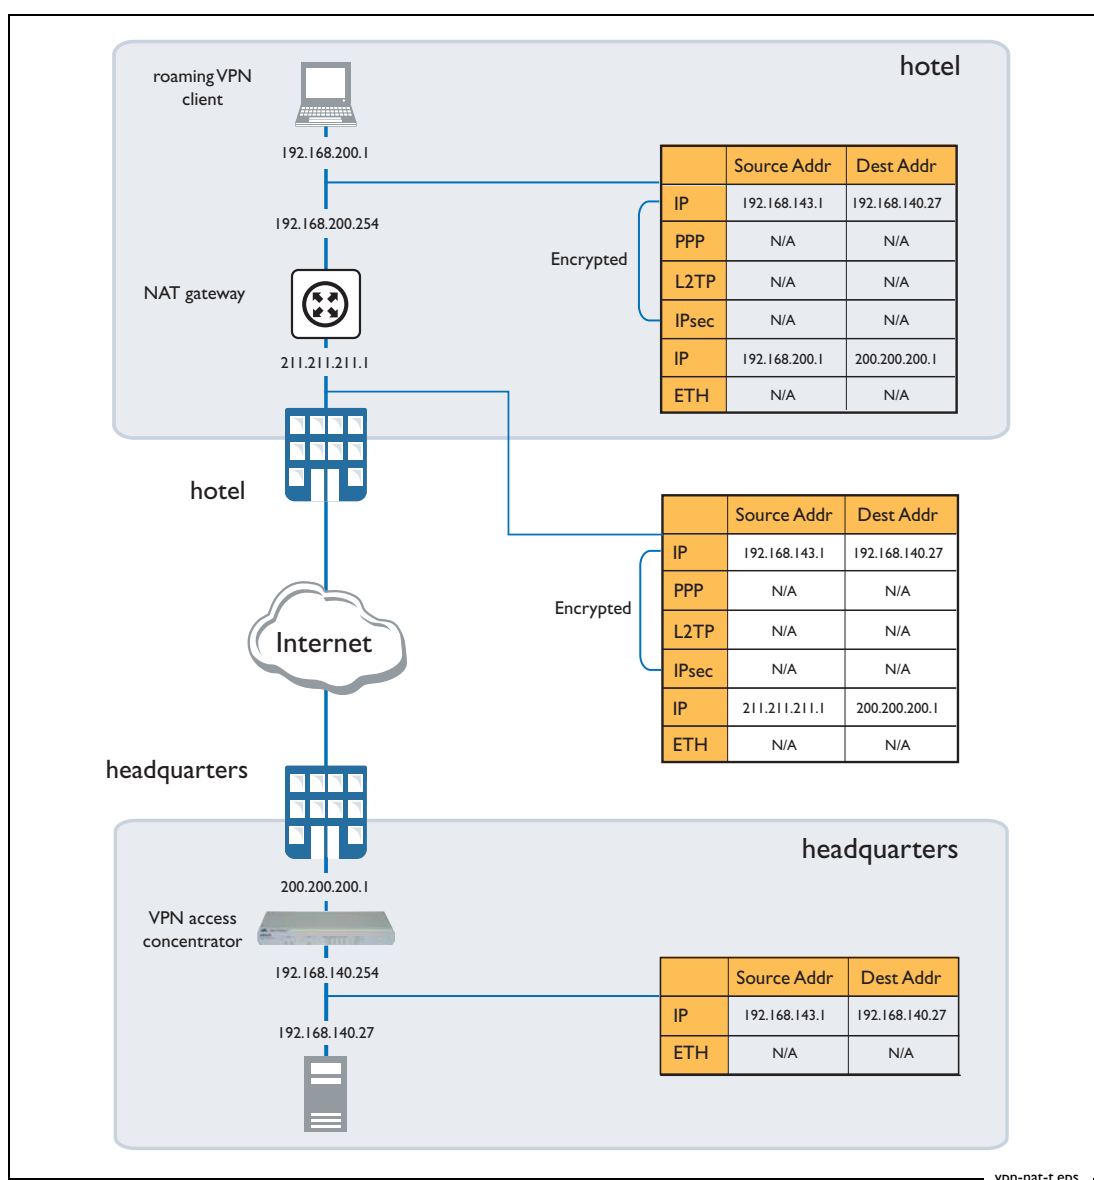 hotel
roaming VPN
client
192.168.200.1
192.168.200.254
NAT gateway
211.211.211.1
Source Addr Dest Addr
IP 192.168.143.1 192.168.140.27
PPP N/A N/A
Encrypted
L2TP N/A N/A
IPsec N/A N/A
IP 192.168.200.1 200.200.200.1
ETH N/A N/A
hotel
Source Addr Dest Addr
IP 192.168.143.1 192.168.140.27
PPP N/A N/A
Encrypted
L2TP N/A N/A
IPsec N/A N/A
IP 211.211.211.1 200.200.200.1
ETH N/A N/A
Internet
headquarters
headquarters
200.200.200.1
VPN access
concentrator
192.168.140.254
192.168.140.27
Source Addr Dest Addr
IP 192.168.143.1 192.168.140.27
ETH N/A N/A
vpn-nat-t.eps